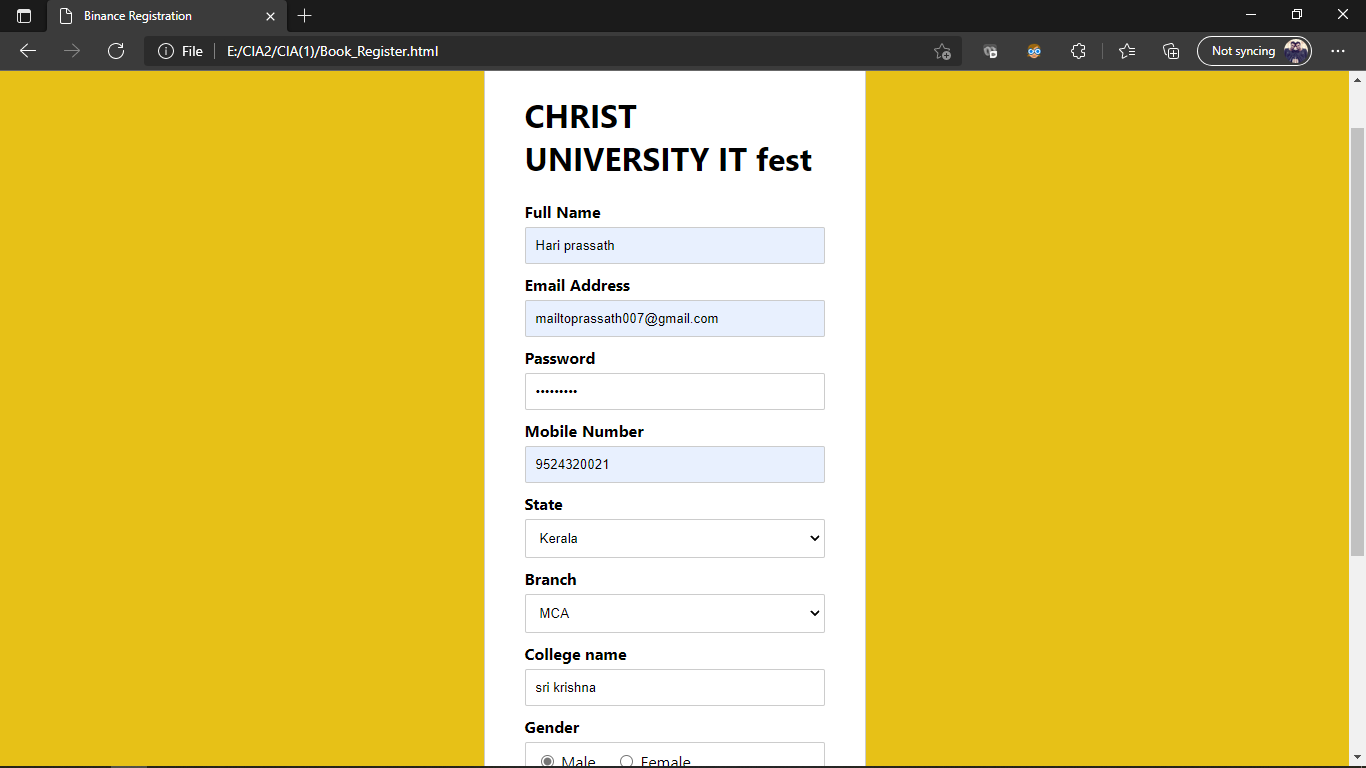 Binance Registration
File
E:/CIA2/CIA(1)/Book_Register.html
Not syncing
CHRIST
UNIVERSITY IT fest
Full Name
Hari prassath
Email Address
mailtoprassath007@gmail.com
Password
•••••••••
Mobile Number
9524320021
State
Kerala
Branch
MCA
College name
sri krishna
Gender
Male Female